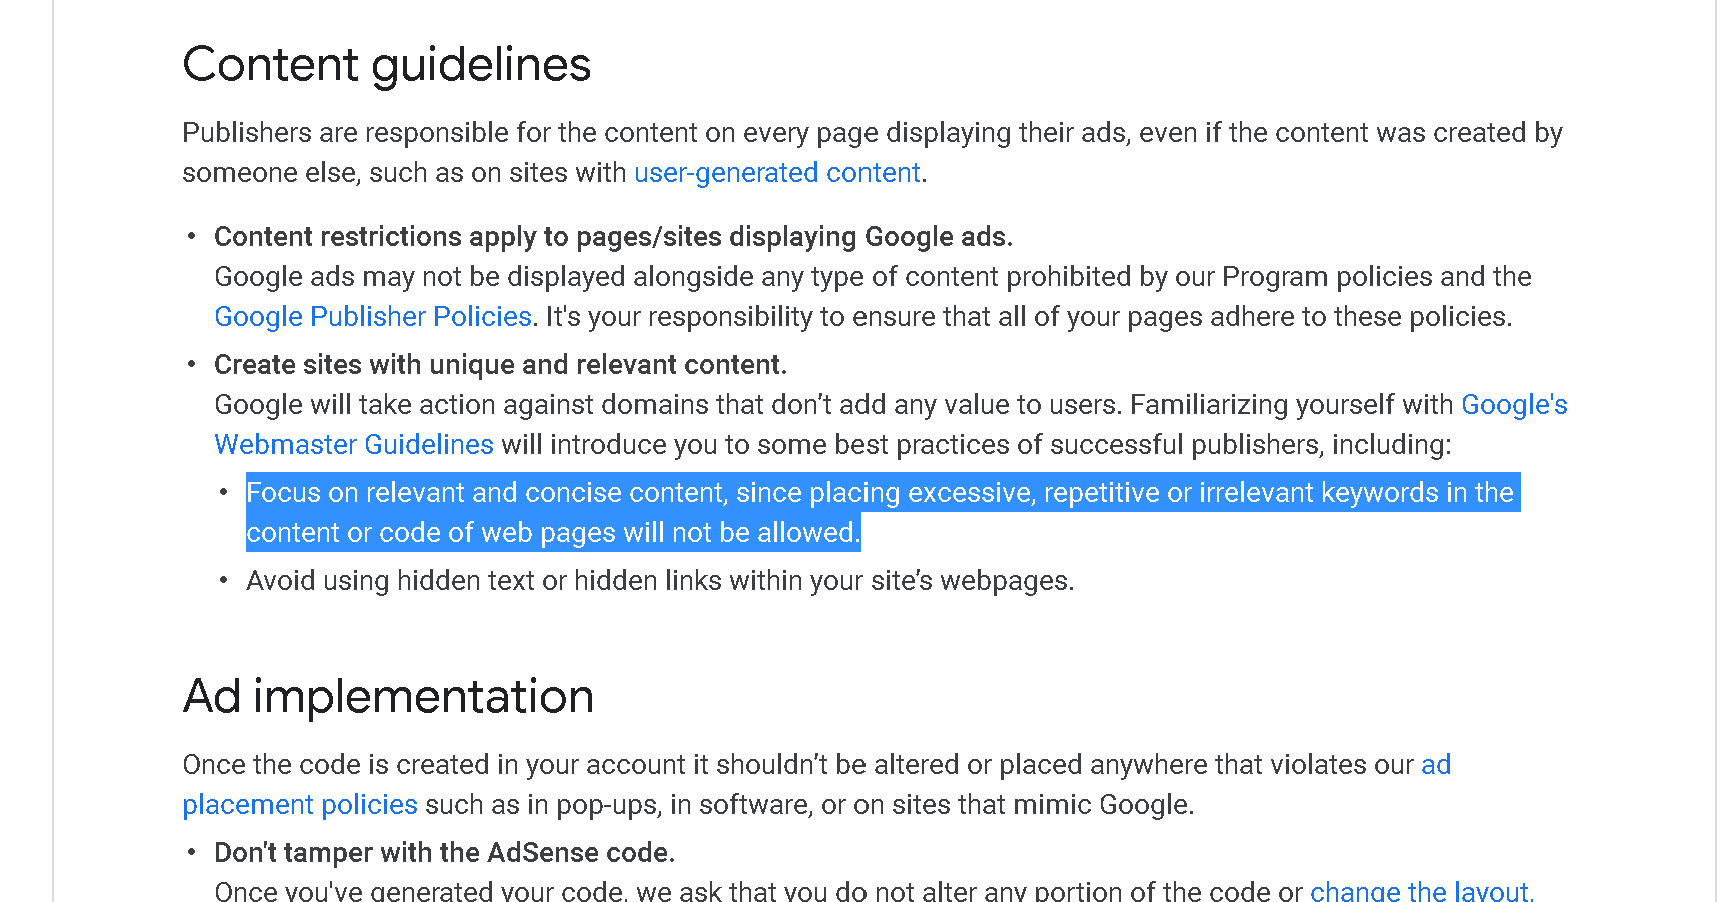 Content guidelines
Publishers are responsible for the content on every page displaying their ads, even if the content was created by
someone else, such as on sites with user-generated content.
• Content restrictions apply to pages/sites displaying Google ads.
Google ads may not be displayed alongside any type of content prohibited by our Program policies and the
Google Publisher Policies. It's your responsibility to ensure that all of your pages adhere to these policies.
• Create sites with unique and relevant content.
Google will take action against domains that don’t add any value to users. Familiarizing yourself with Google's
Webmaster Guidelines will introduce you to some best practices of successful publishers, including:
• Focus on relevant and concise content, since placing excessive, repetitive or irrelevant keywords in the
content or code of web pages will not be allowed.
• Avoid using hidden text or hidden links within your site’s webpages.
Ad implementation
Once the code is created in your account it shouldn’t be altered or placed anywhere that violates our ad
placement policies such as in pop-ups, in software, or on sites that mimic Google.
• Don't tamper with the AdSense code.
Once you've generated your code, we ask that you do not alter any portion of the code or change the layout,